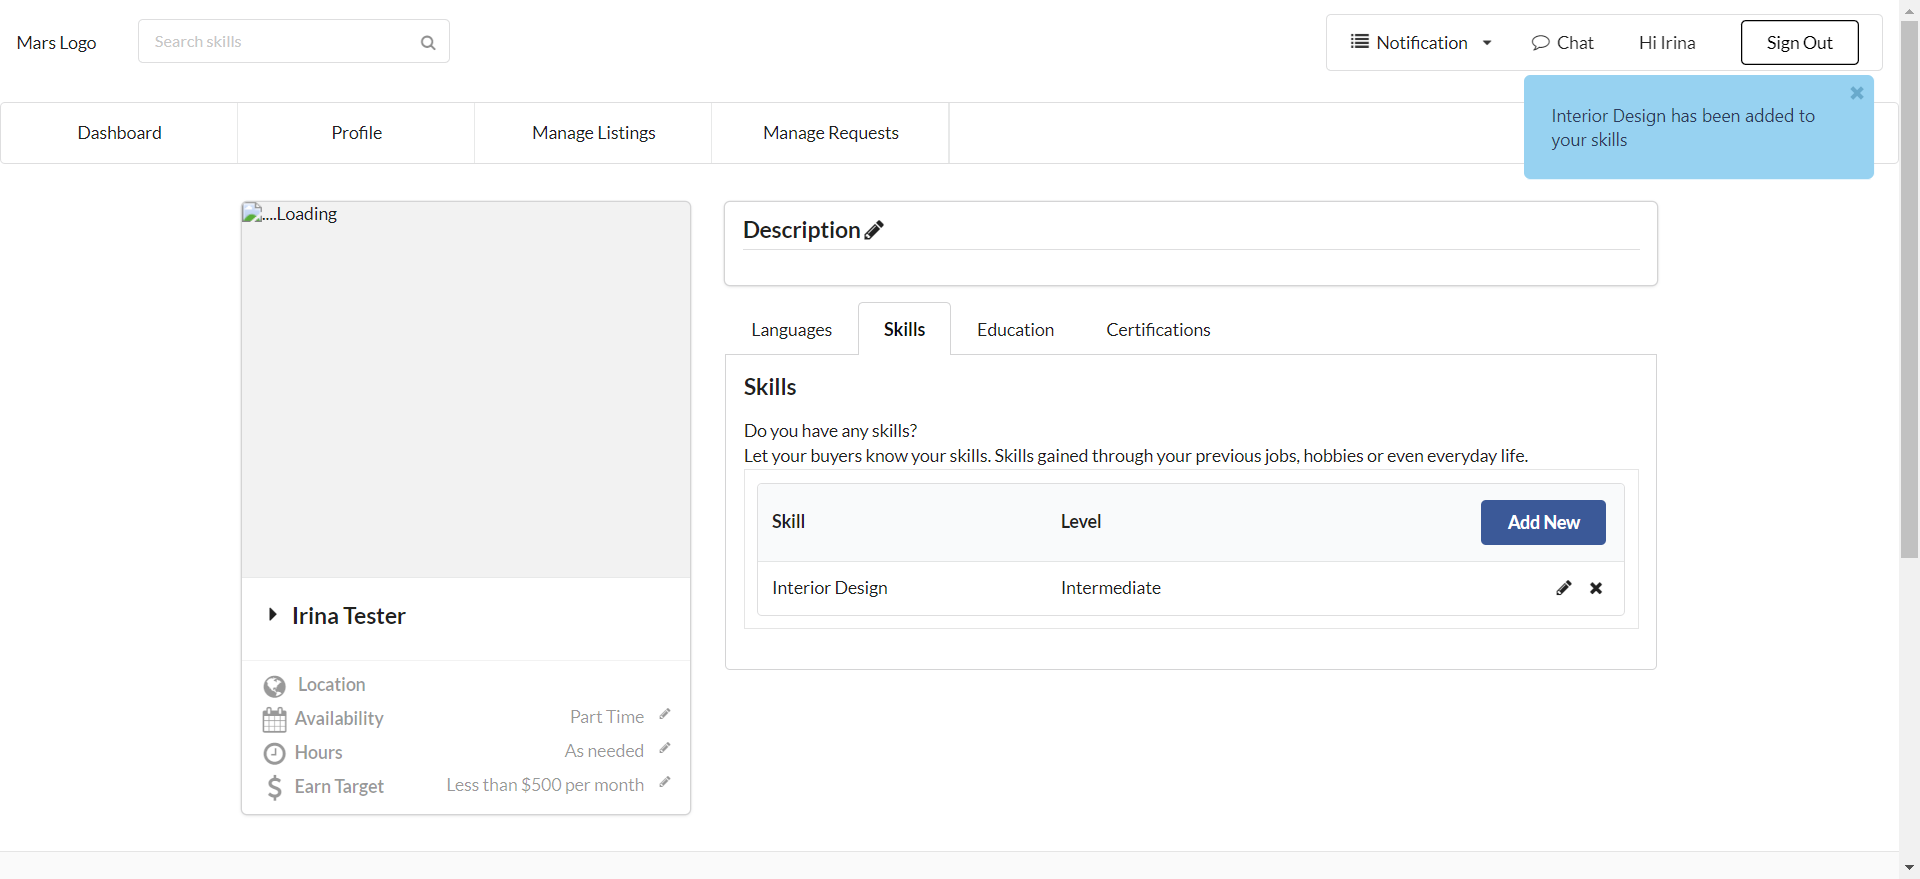 Mars Logo
Search skills
Notification
Chat
Hi Irina
Sign Out
Interior Design has been added to
your skills
Dashboard
Profile
Manage Listings
Manage Requests
....Loading
Irina Tester
Location
Availability
Part Time
Hours
As needed
Earn Target
Less than $500 per month
Description
Languages
Skills
Education
Certifications
Skills
Do you have any skills?
Let your buyers know your skills. Skills gained through your previous jobs, hobbies or even everyday life.
Skill
Level
Add New
Interior Design
Intermediate